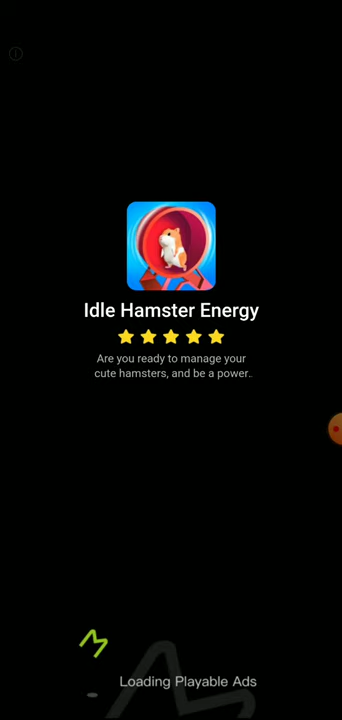 Idle Hamster Energy
Are you ready to manage your
cute hamsters, and be a power..
Loading Playable Ads